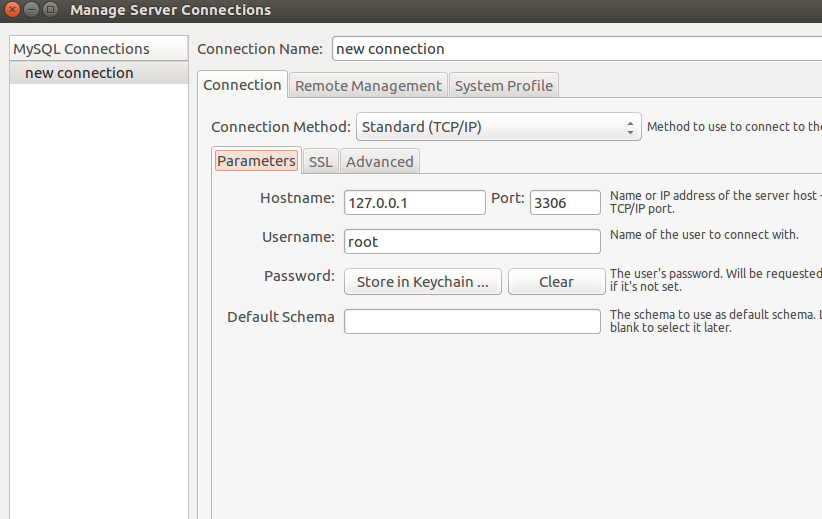 Manage Server Connections
MySQL Connections
new connection
Connection Name: new connection
Connection Remote Management System Profile
Connection Method: Standard (TCP/IP) Method to use to connect to the
Parameters SSL Advanced
Hostname: 127.0.0.1 Port: 3306 Name or IP address of the server host -
TCP/IP port.
Username: root Name of the user to connect with.
Password: Store in Keychain ... Clear The user's password. Will be requested
if it's not set.
Default Schema The schema to use as default schema. L
blank to select it later.